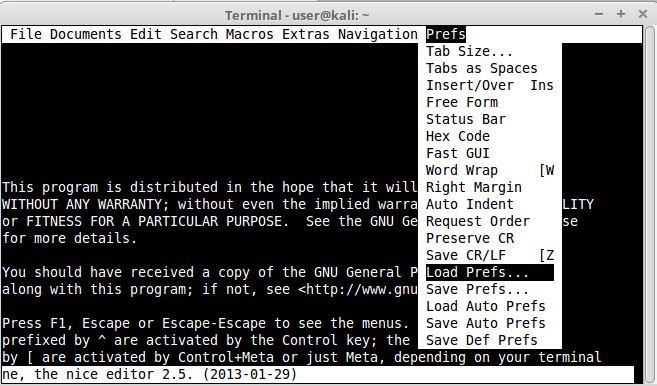 Terminal - user@kali: ~
File Documents Edit Search Macros Extras Navigation Prefs
Tab Size...
Tabs as Spaces
Insert/Over Ins
Free Form
Status Bar
Hex Code
Fast GUI
Word Wrap [W
This program is distributed in the hope that it will Right Margin
WITHOUT ANY WARRANTY; without even the implied warra Auto Indent LITY
or FITNESS FOR A PARTICULAR PURPOSE. See the GNU Ge Request Order se
for more details. Preserve CR
Save CR/LF [Z
You should have received a copy of the GNU General P Load Prefs...
along with this program; if not, see <http://www.gnu Save Prefs...
Load Auto Prefs
Press F1, Escape or Escape-Escape to see the menus. Save Auto Prefs
prefixed by ^ are activated by the Control key; the Save Def Prefs
by [ are activated by Control+Meta or just Meta, depending on your terminal
ne, the nice editor 2.5. (2013-01-29)